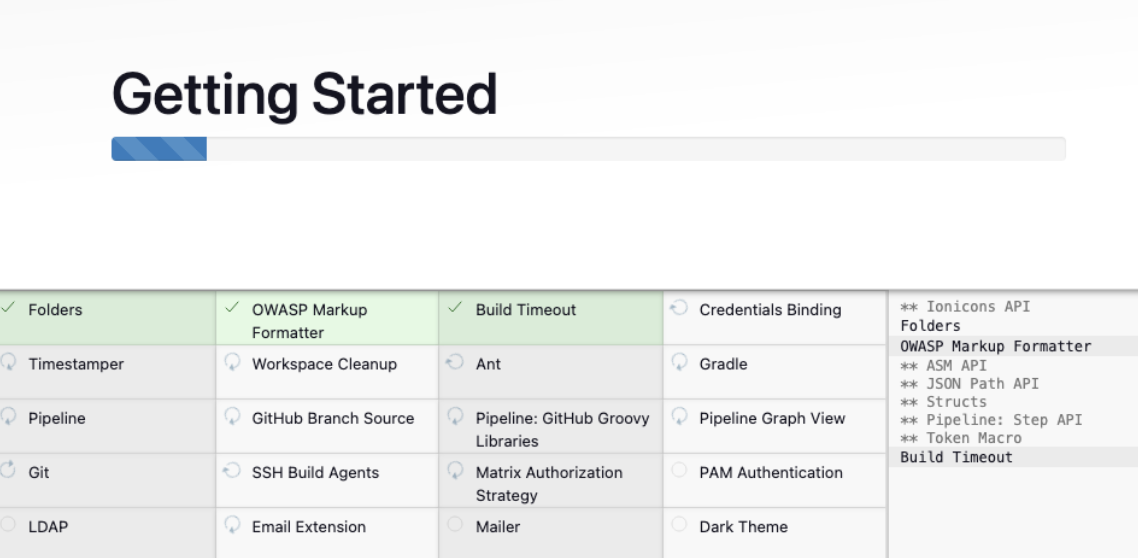 Getting Started
Folders
OWASP Markup
Formatter
Build Timeout
Credentials Binding
Timestamper
Workspace Cleanup
Ant
Gradle
Pipeline
GitHub Branch Source
Pipeline: GitHub Groovy
Libraries
Pipeline Graph View
Git
SSH Build Agents
Matrix Authorization
Strategy
PAM Authentication
LDAP
Email Extension
Mailer
Dark Theme
** Ionicons API
Folders
OWASP Markup Formatter
** ASM API
** JSON Path API
** Structs
** Pipeline: Step API
** Token Macro
Build Timeout